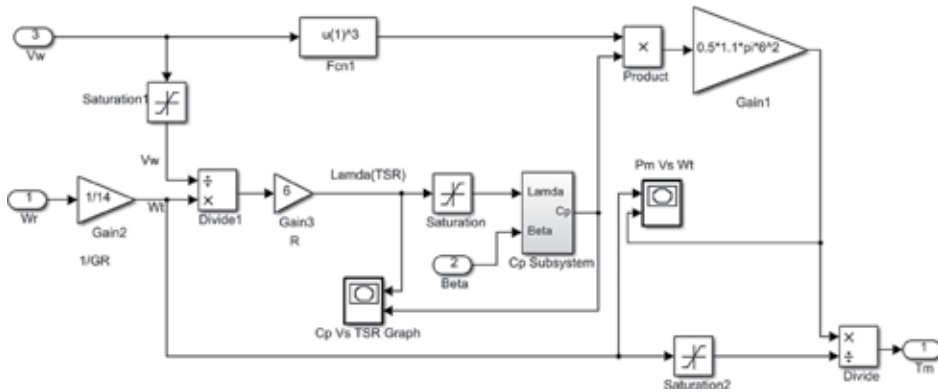 3
Vw
u(1)^3
Fcn1
×
Product
0.5*1.1*pi*6^2
Gain1
Saturation1
Vw
1
Wr
1/14
Gain2
1/GR
Wt
÷
×
Divide1
6
Gain3
R
Lamda(TSR)
Saturation
Lamda
Cp
Beta
Cp Subsystem
2
Beta
Pm Vs Wt
Cp Vs TSR Graph
Saturation2
×
÷
Divide
1
Tm